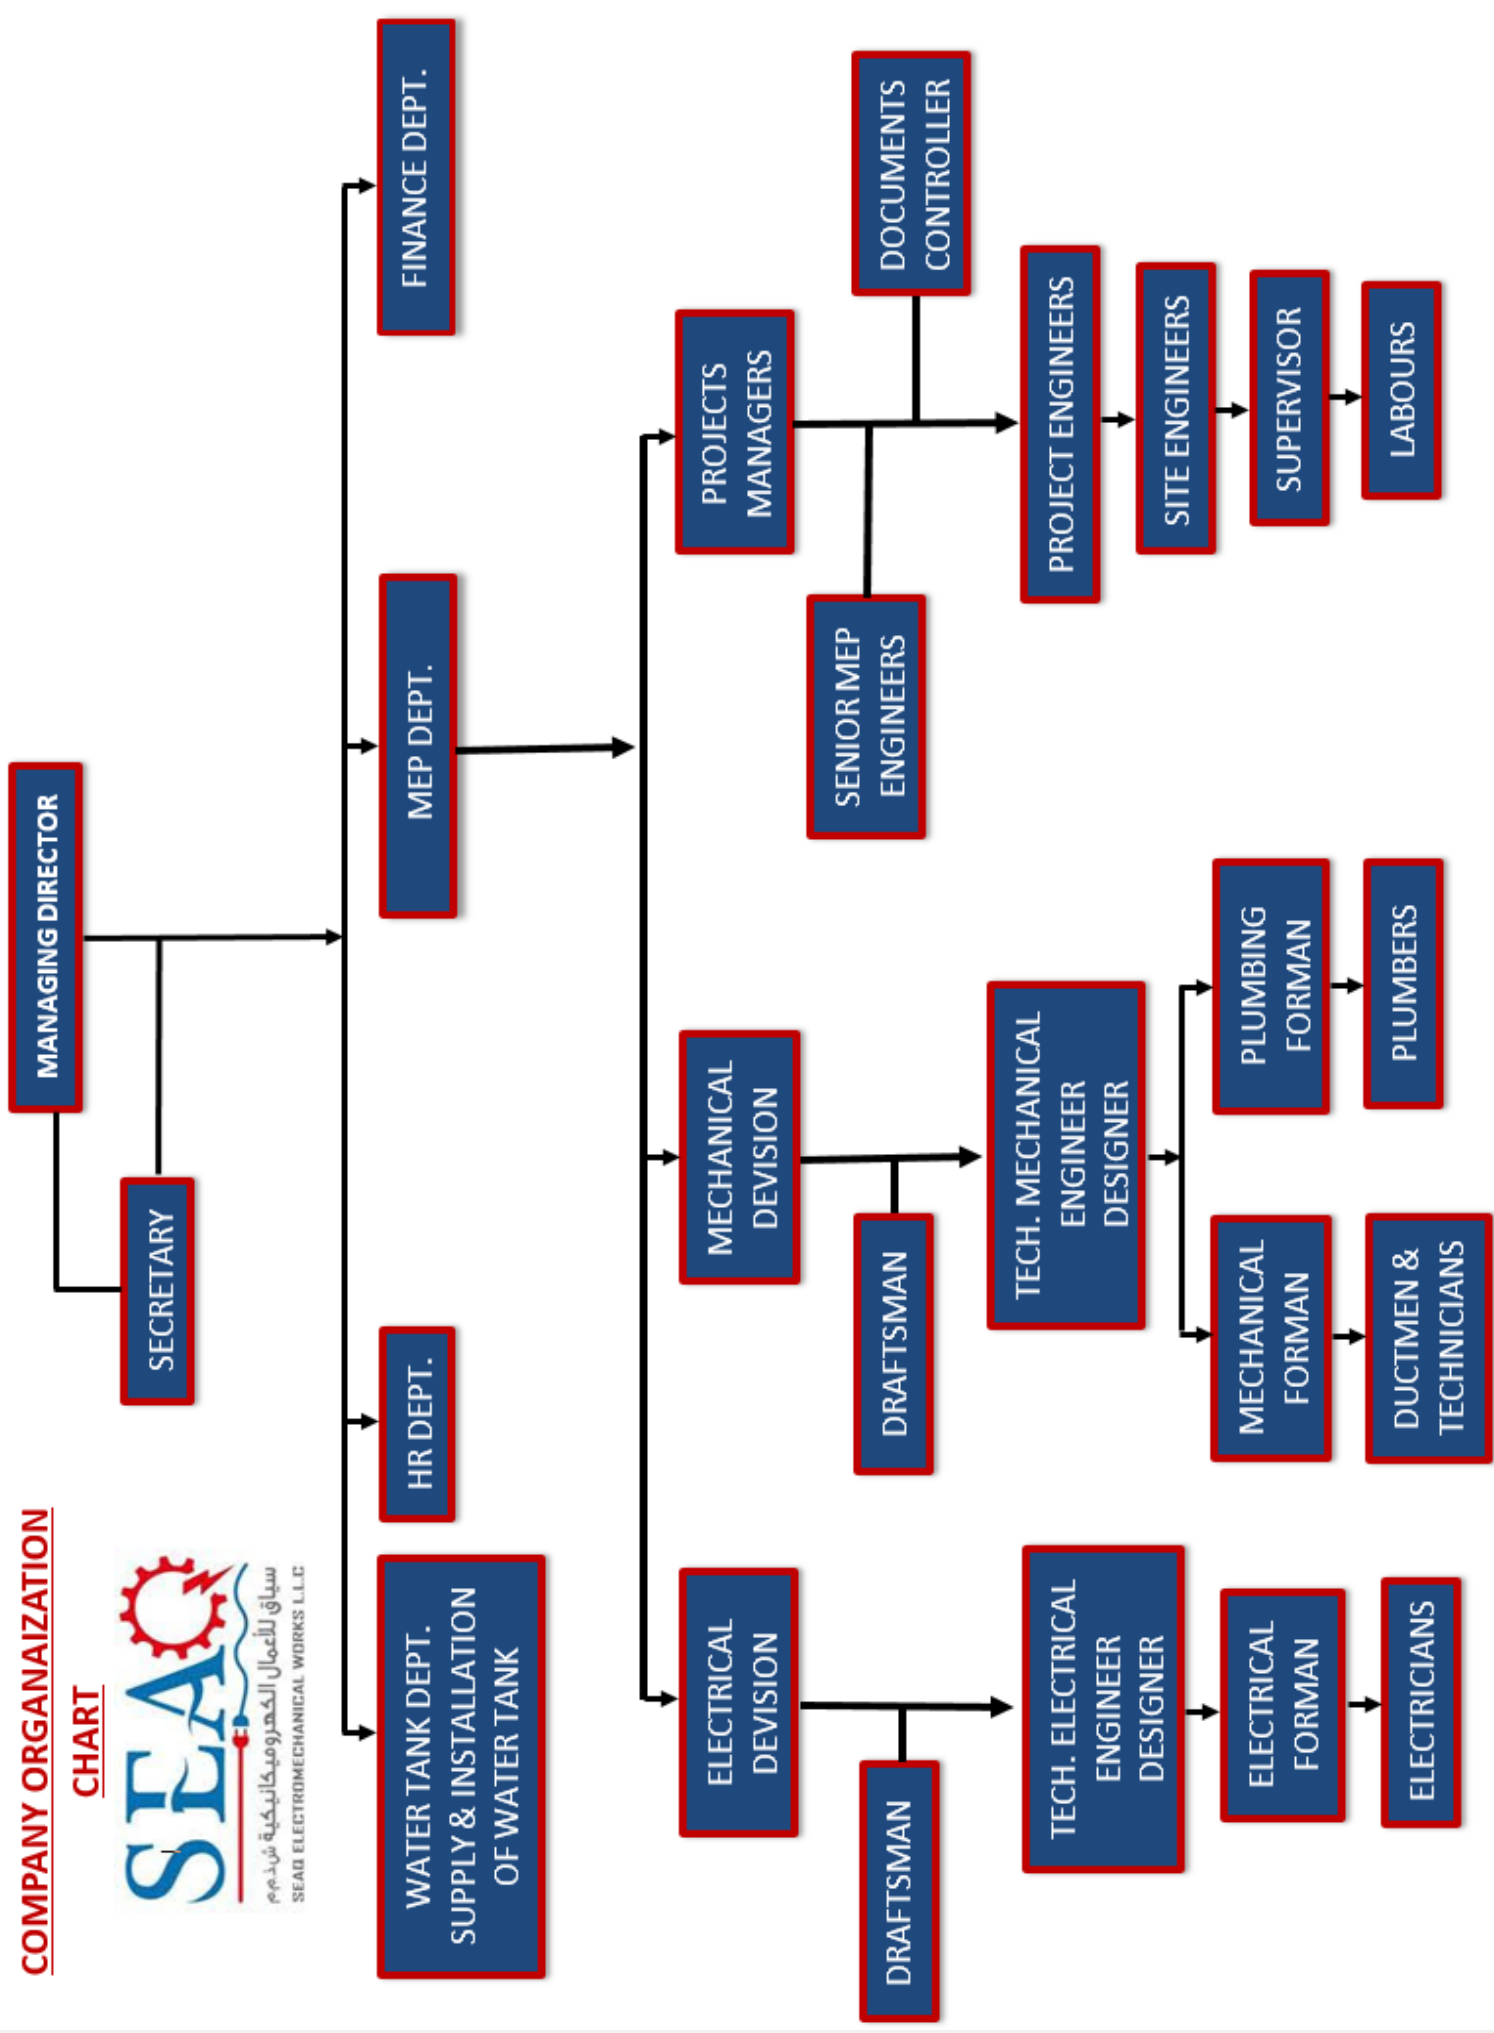 COMPANY ORGANAIZATION
CHART
SEAQ
سياق للأعمال الكهروميكانيكية ش.ذ.م.م
SEAQ ELECTROMECHANICAL WORKS L.L.C
MANAGING DIRECTOR
SECRETARY
WATER TANK DEPT.
SUPPLY & INSTALLATION
OF WATER TANK
HR DEPT.
MEP DEPT.
FINANCE DEPT.
ELECTRICAL
DEVISION
MECHANICAL
DEVISION
PROJECTS
MANAGERS
DRAFTSMAN
DRAFTSMAN
SENIOR MEP
ENGINEERS
DOCUMENTS
CONTROLLER
TECH. ELECTRICAL
ENGINEER
DESIGNER
TECH. MECHANICAL
ENGINEER
DESIGNER
PROJECT ENGINEERS
SITE ENGINEERS
ELECTRICAL
FORMAN
MECHANICAL
FORMAN
PLUMBING
FORMAN
SUPERVISOR
ELECTRICIANS
DUCTMEN &
TECHNICIANS
PLUMBERS
LABOURS